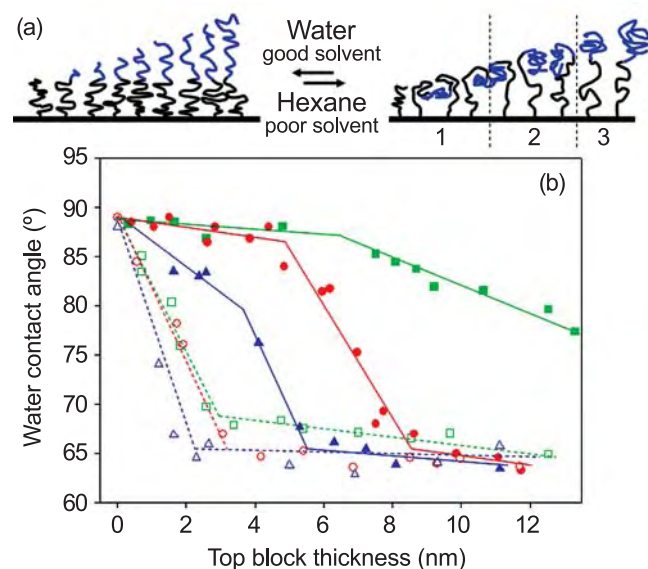 (a)
Water
good solvent
Hexane
poor solvent
1 2 3
(b)
95
90
85
80
75
70
65
60
Water contact angle (º)
0 2 4 6 8 10 12
Top block thickness (nm)